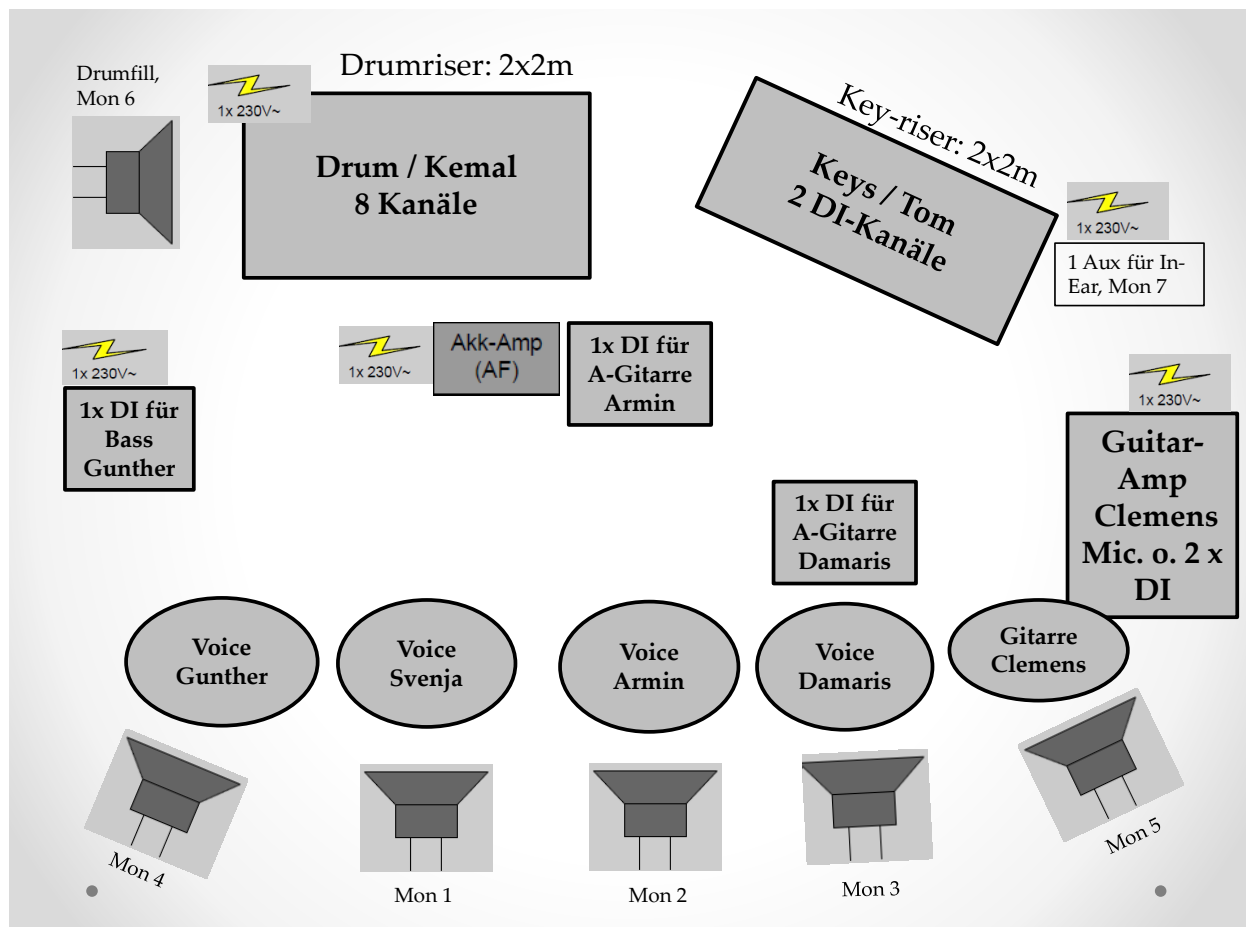 Drumfill,
Mon 6
1x 230V~
Drumriser: 2x2m
Drum / Kemal
8 Kanäle
Key-riser: 2x2m
Keys / Tom
2 DI-Kanäle
1x 230V~
1 Aux für In-
Ear, Mon 7
1x 230V~
1x DI für
Bass
Gunther
1x 230V~
Akk-Amp
(AF)
1x DI für
A-Gitarre
Armin
1x 230V~
Guitar-
Amp
Clemens
Mic. o. 2 x
DI
1x DI für
A-Gitarre
Damaris
Voice
Gunther
Voice
Svenja
Voice
Armin
Voice
Damaris
Gitarre
Clemens
Mon 4
Mon 1
Mon 2
Mon 3
Mon 5